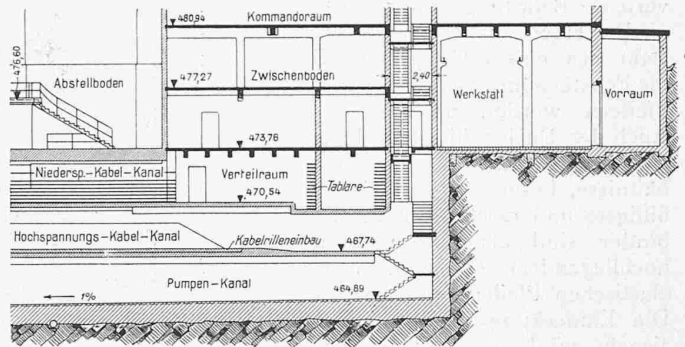 Kommandoraum
480,94
476,60
Abstellboden
477,27
Zwischenboden
2,40
Werkstatt
Vorraum
473,76
Niedersp.-Kabel-Kanal
Verteilraum
Tablare
470,54
Hochspannungs-Kabel-Kanal
Kabelrilleneinbau
467,74
Pumpen-Kanal
464,89
1%